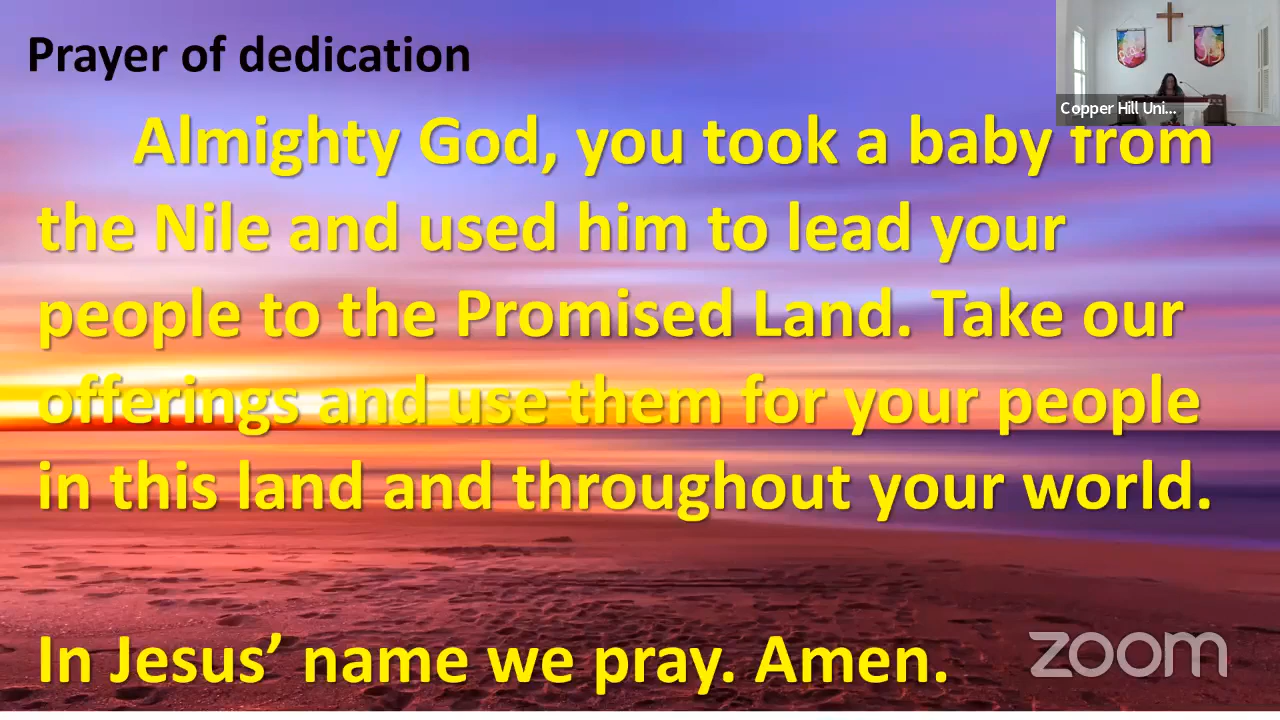 Prayer of dedication
Copper Hill Uni...
Almighty God, you took a baby from
the Nile and used him to lead your
people to the Promised Land. Take our
offerings and use them for your people
in this land and throughout your world.
In Jesus’ name we pray. Amen.
zoom